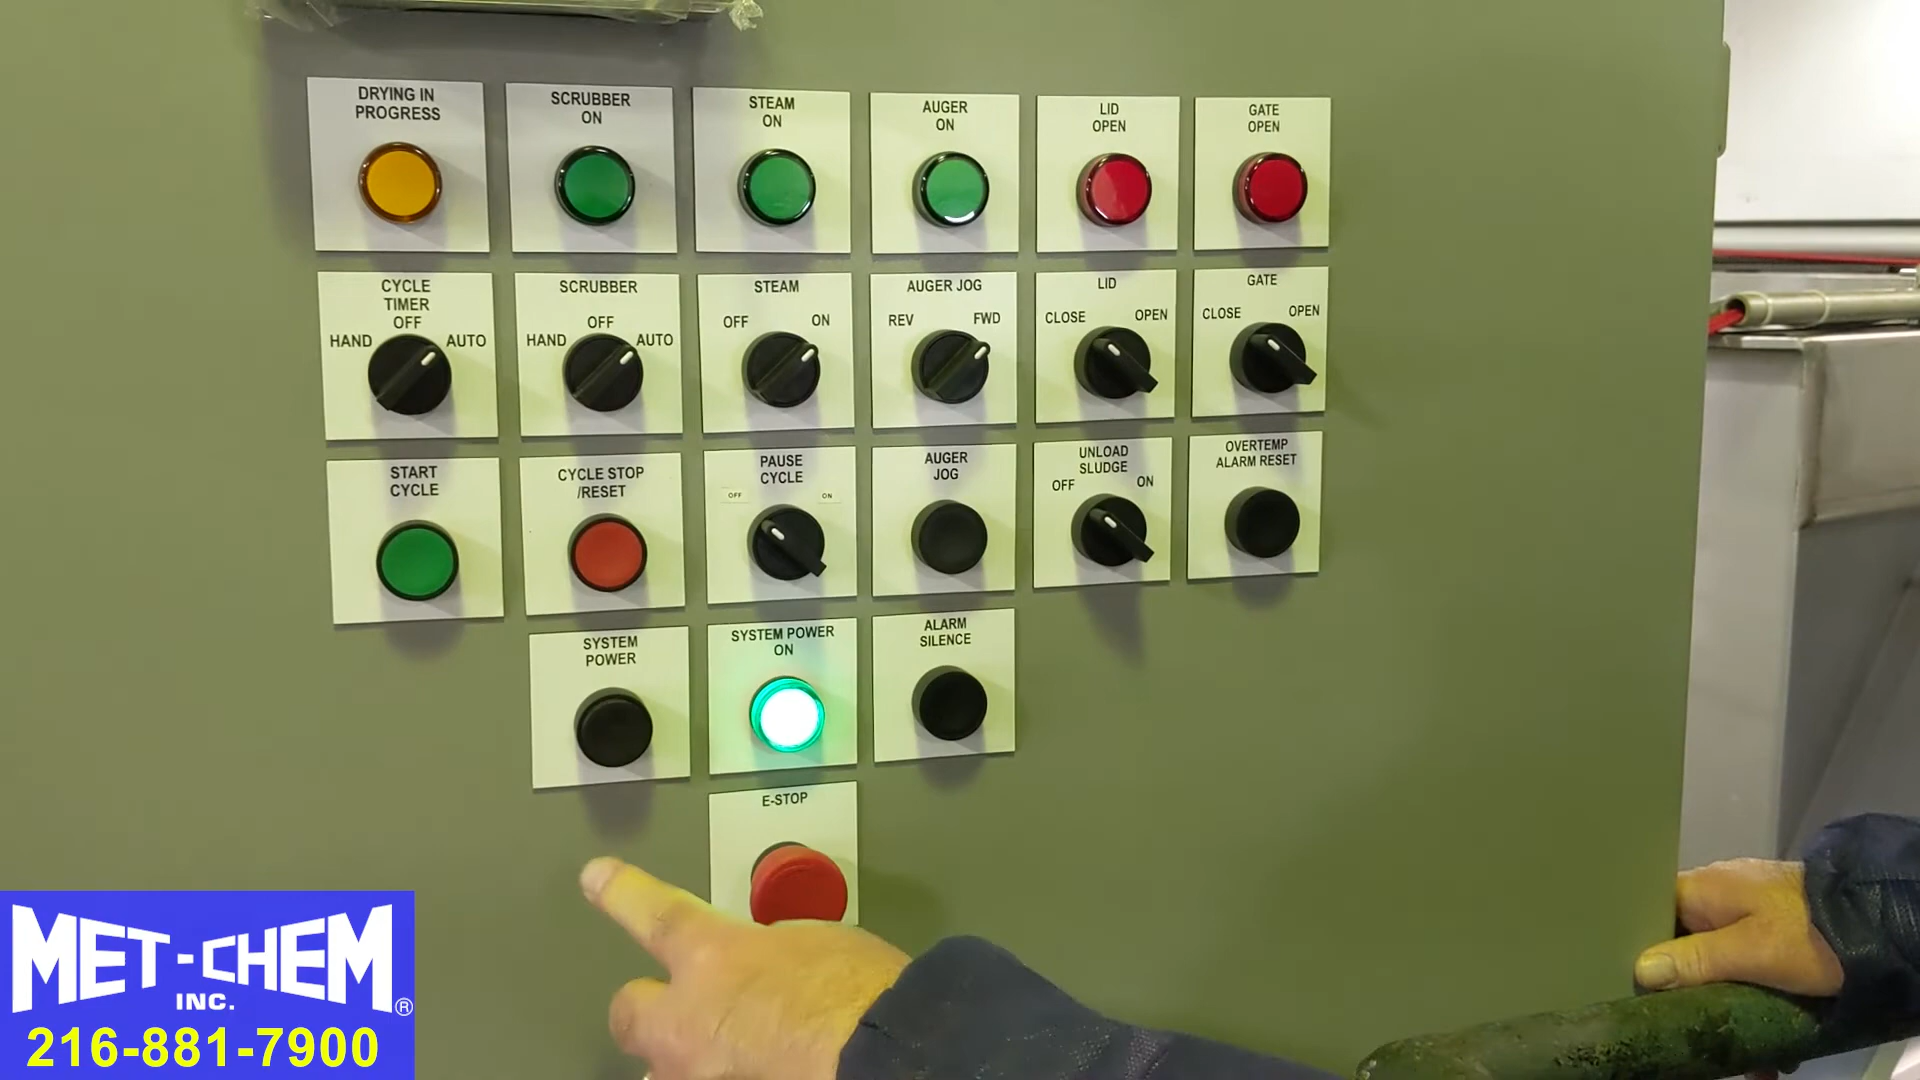 DRYING IN
PROGRESS
SCRUBBER
ON
STEAM
ON
AUGER
ON
LID
OPEN
GATE
OPEN
CYCLE
TIMER
OFF
HAND AUTO
SCRUBBER
OFF
HAND AUTO
STEAM
OFF ON
AUGER JOG
REV FWD
LID
CLOSE OPEN
GATE
CLOSE OPEN
START
CYCLE
CYCLE STOP
/RESET
PAUSE
CYCLE
OFF ON
AUGER
JOG
UNLOAD
SLUDGE
OFF ON
OVERTEMP
ALARM RESET
SYSTEM
POWER
SYSTEM POWER
ON
ALARM
SILENCE
E-STOP
MET-CHEM
INC. ®
216-881-7900